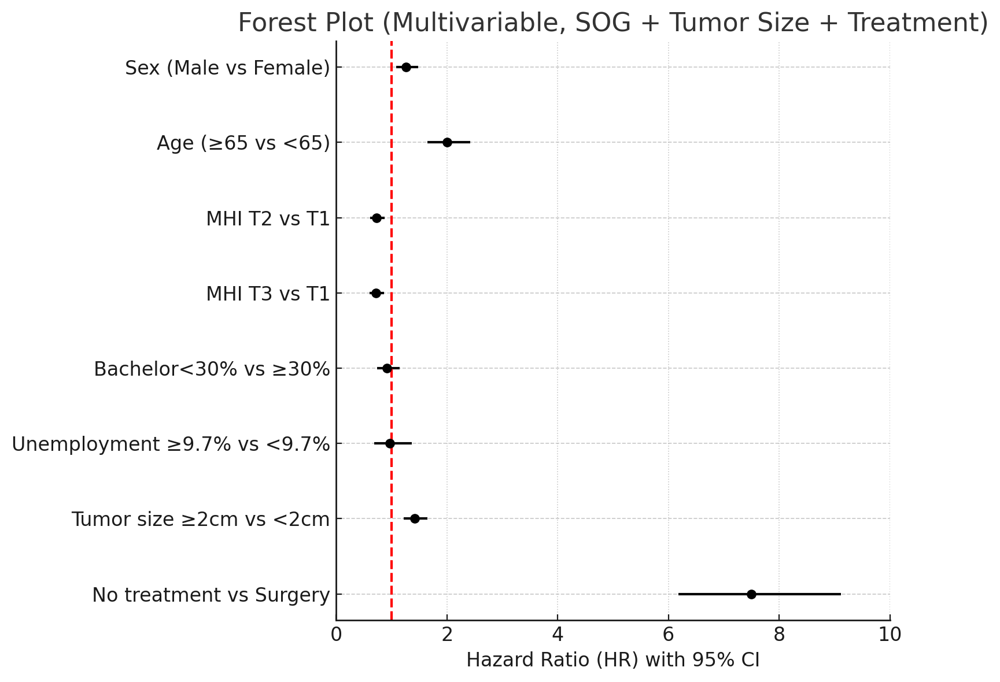 Forest Plot (Multivariable, SOG + Tumor Size + Treatment)
Sex (Male vs Female)
Age (≥65 vs <65)
MHI T2 vs T1
MHI T3 vs T1
Bachelor<30% vs ≥30%
Unemployment ≥9.7% vs <9.7%
Tumor size ≥2cm vs <2cm
No treatment vs Surgery
0 2 4 6 8 10
Hazard Ratio (HR) with 95% CI